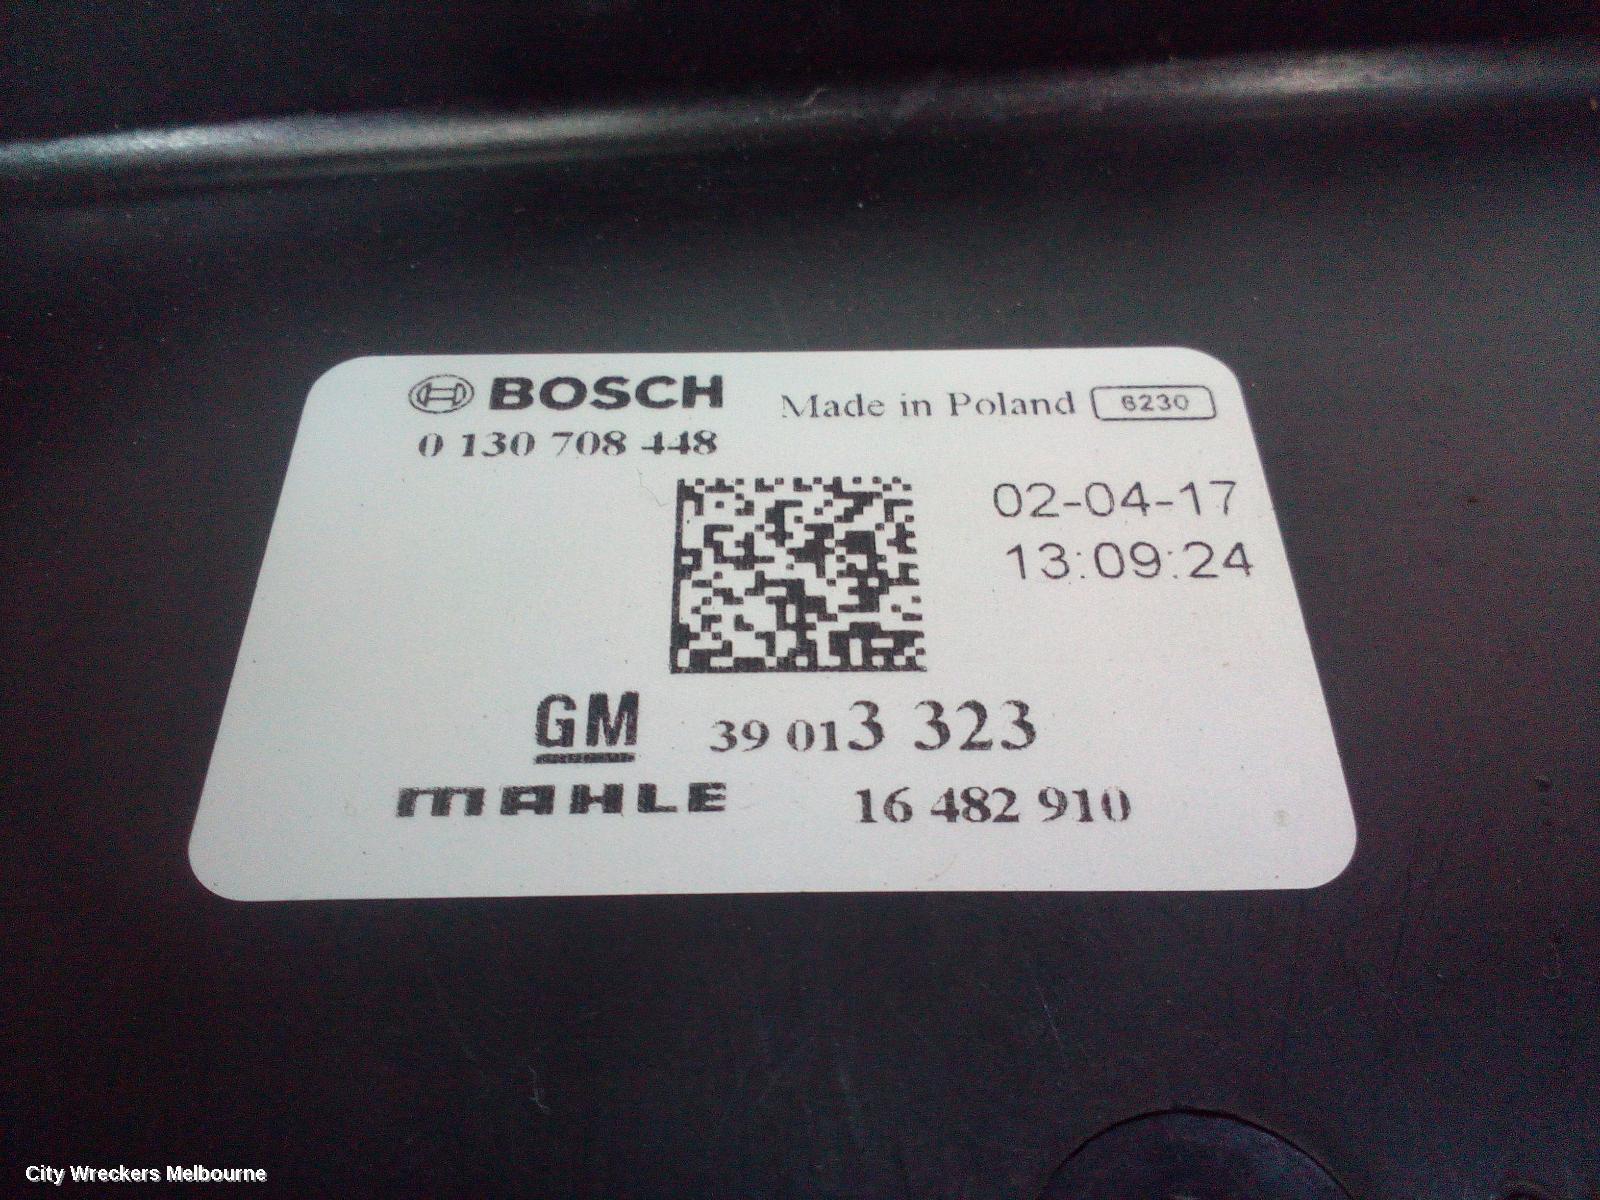 BOSCH Made in Poland 6230
0 130 708 448
02-04-17
13:09:24
GM 39 013 323
MAHLE 16 482 910
City Wreckers Melbourne